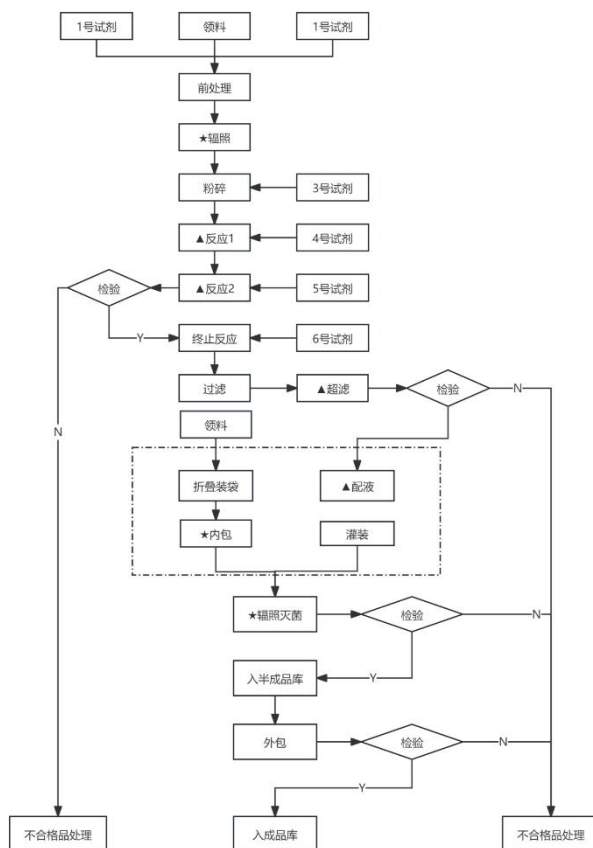 1号试剂
领料
1号试剂
前处理
★辐照
粉碎
3号试剂
▲反应1
4号试剂
检验
▲反应2
5号试剂
Y
终止反应
6号试剂
过滤
▲超滤
检验
N
领料
N
折叠装袋
▲配液
★内包
灌装
★辐照灭菌
检验
N
入半成品库
Y
外包
检验
N
Y
不合格品处理
入成品库
不合格品处理